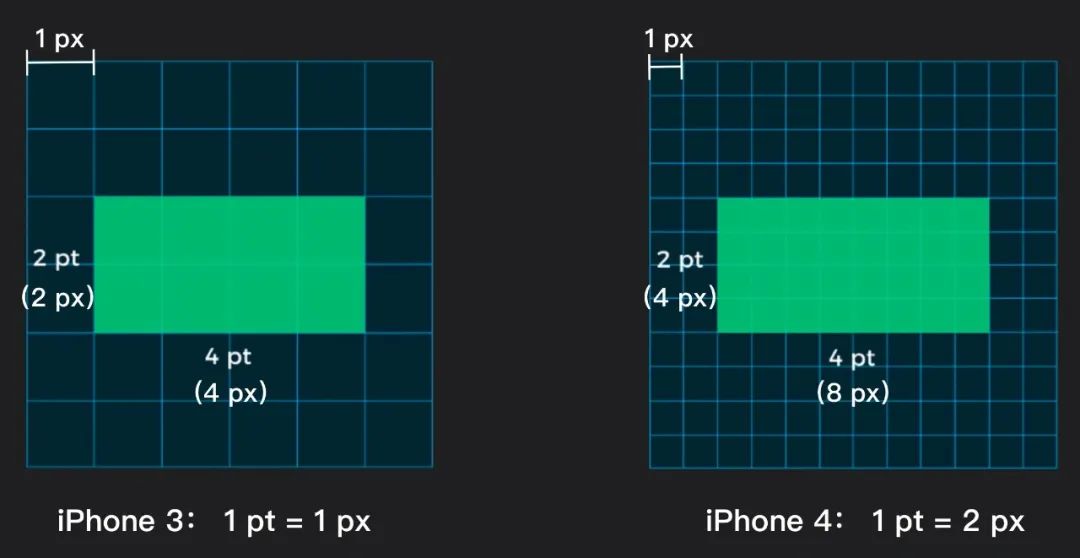 1 px
2 pt
(2 px)
4 pt
(4 px)
iPhone 3： 1 pt = 1 px
1 px
2 pt
(4 px)
4 pt
(8 px)
iPhone 4： 1 pt = 2 px